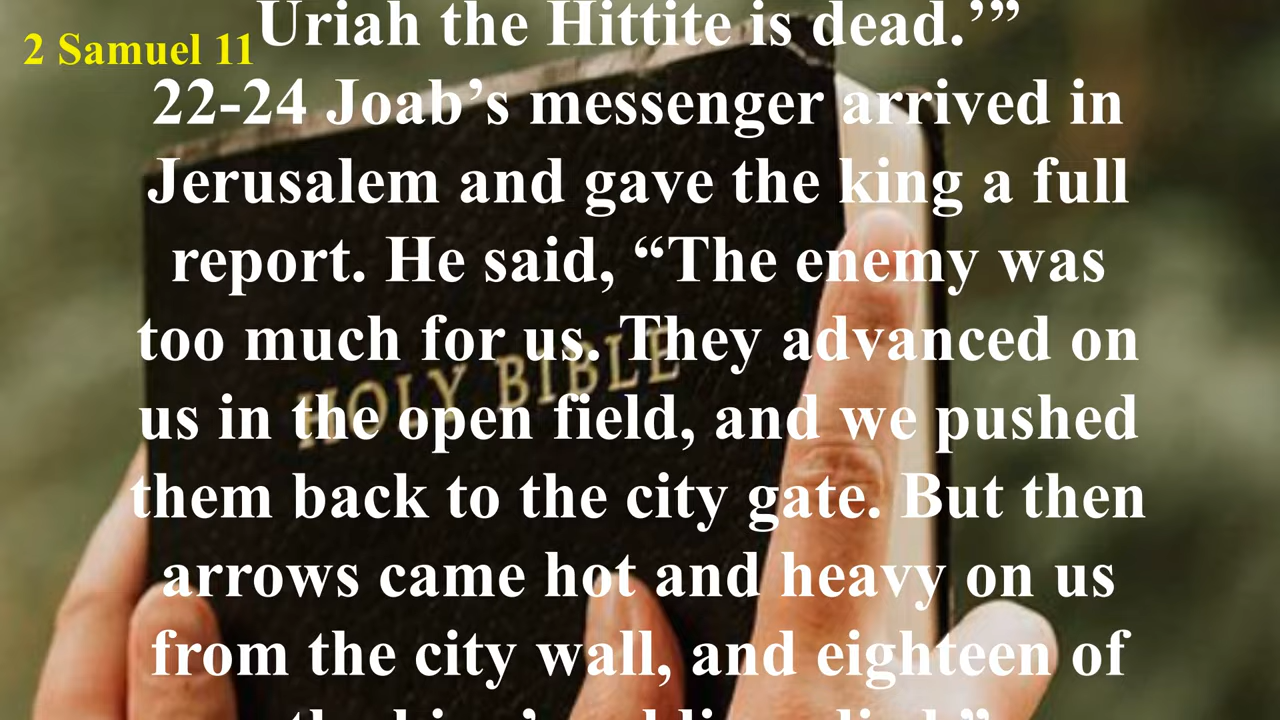 2 Samuel 11
Uriah the Hittite is dead.’”
22-24 Joab’s messenger arrived in
Jerusalem and gave the king a full
report. He said, “The enemy was
too much for us. They advanced on
us in the open field, and we pushed
them back to the city gate. But then
arrows came hot and heavy on us
from the city wall, and eighteen of
HOLY BIBLE